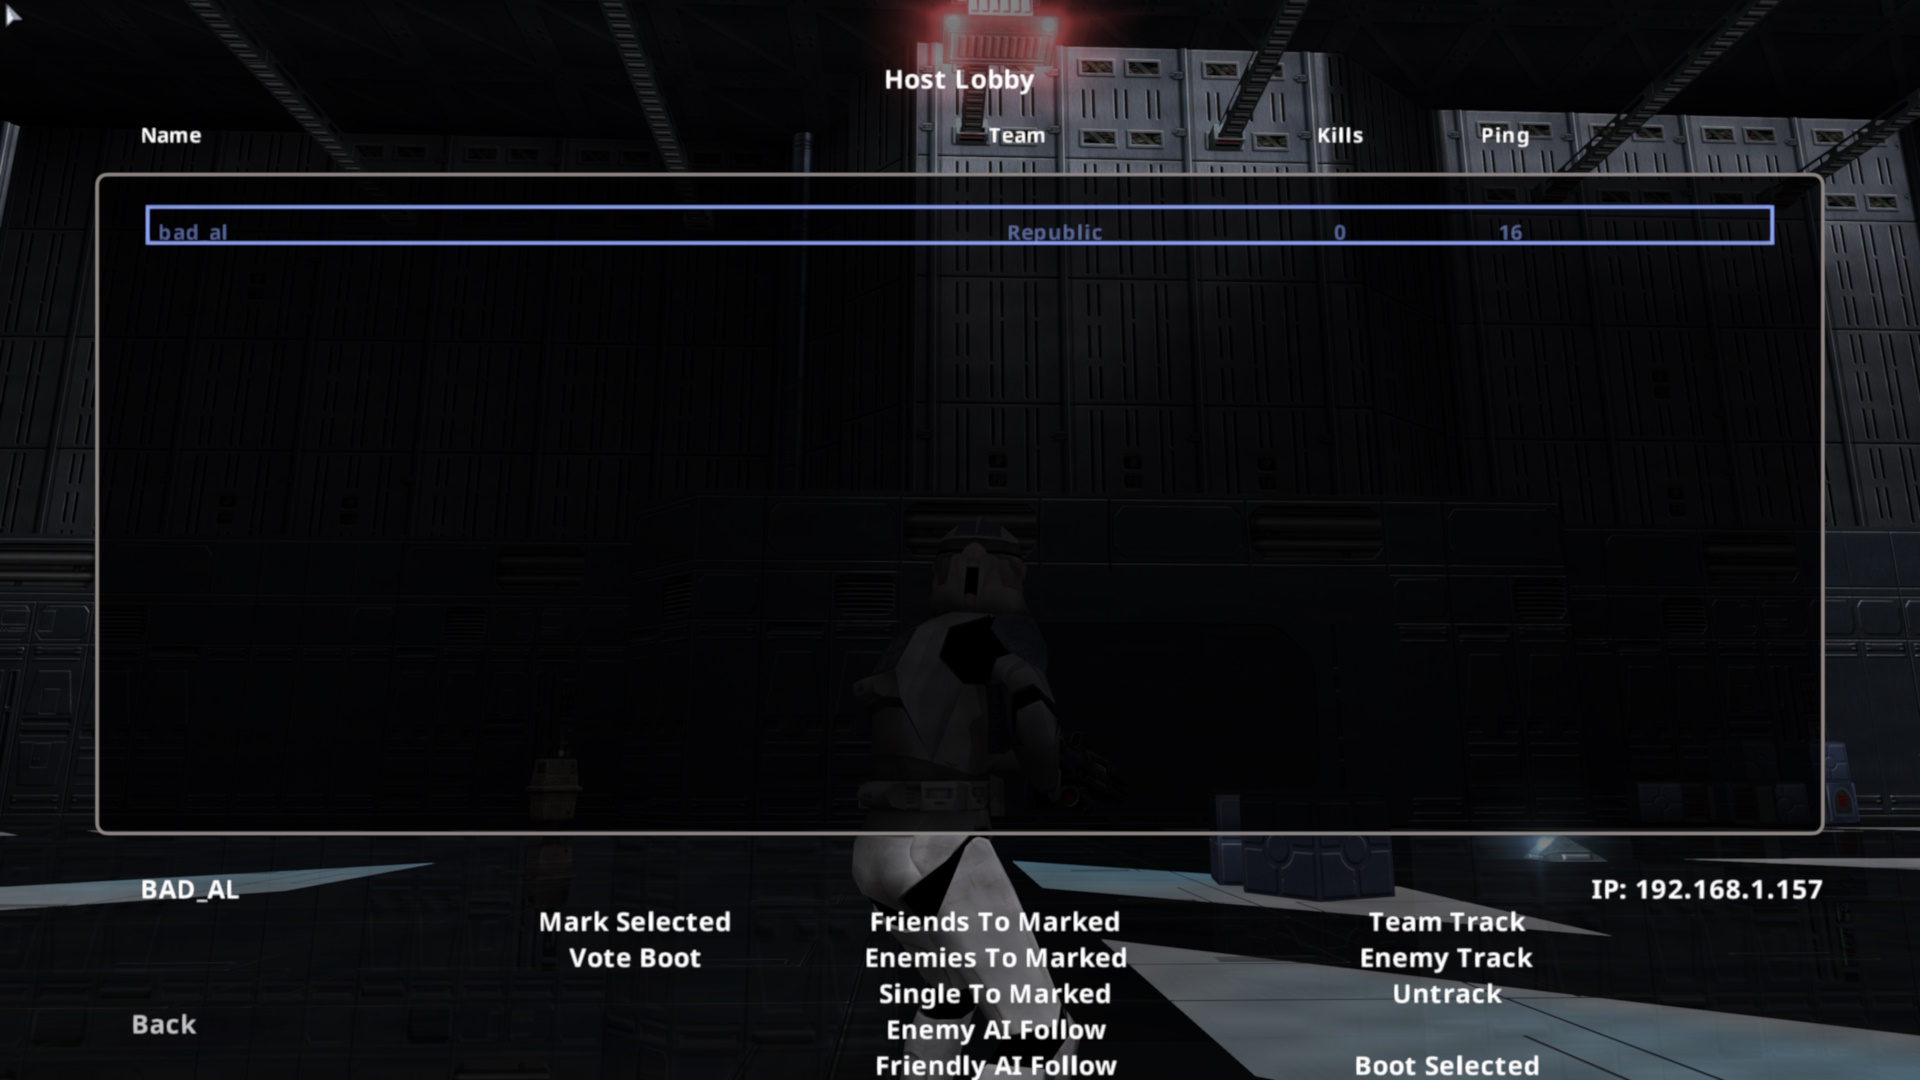 Host Lobby
Name Team Kills Ping
bad_al Republic 0 16
BAD_AL IP: 192.168.1.157
Mark Selected Friends To Marked Team Track
Vote Boot Enemies To Marked Enemy Track
Single To Marked Untrack
Back Enemy AI Follow
Friendly AI Follow Boot Selected